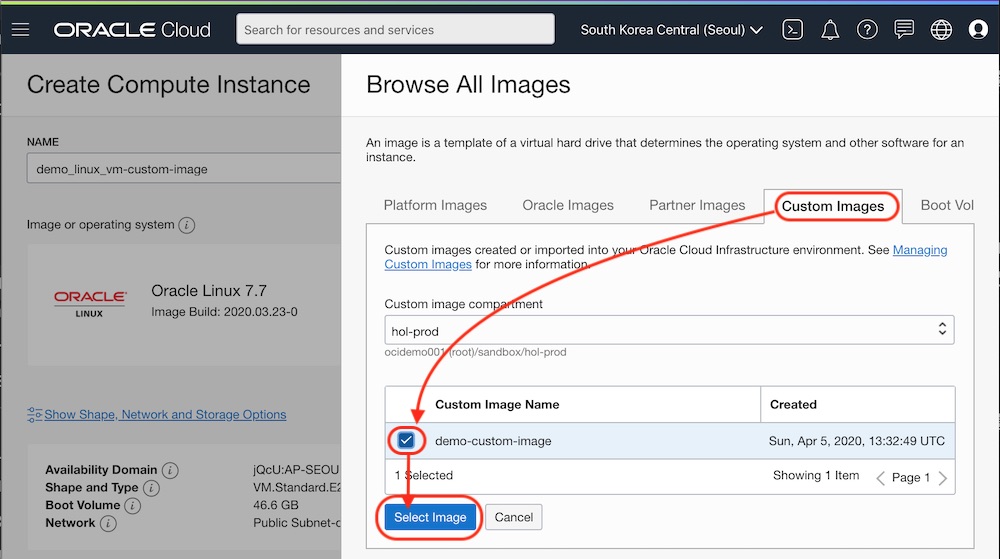 ORACLE Cloud
Search for resources and services
South Korea Central (Seoul)
Create Compute Instance
NAME
demo_linux_vm-custom-image
Image or operating system
ORACLE
LINUX
Oracle Linux 7.7
Image Build: 2020.03.23-0
Show Shape, Network and Storage Options
Availability Domain
jQcU:AP-SEOU
Shape and Type
VM.Standard.E2
Boot Volume
46.6 GB
Network
Public Subnet-
Browse All Images
An image is a template of a virtual hard drive that determines the operating system and other software for an
instance.
Platform Images
Oracle Images
Partner Images
Custom Images
Boot Vol
Custom images created or imported into your Oracle Cloud Infrastructure environment. See Managing
Custom Images for more information.
Custom image compartment
hol-prod
ocidemo001 (root)/sandbox/hol-prod
Custom Image Name
Created
demo-custom-image
Sun, Apr 5, 2020, 13:32:49 UTC
1 Selected
Showing 1 Item
Page 1
Select Image
Cancel